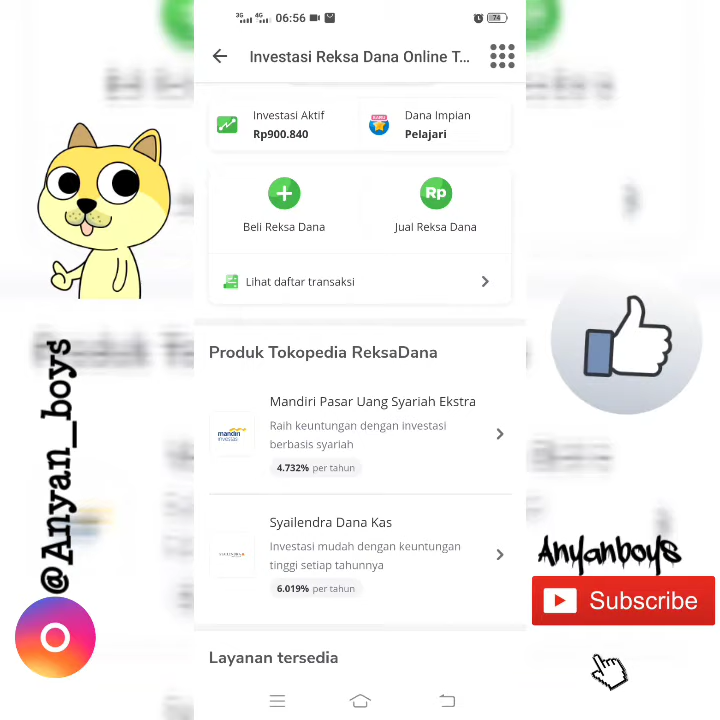 3G 4G 06:56 74
Investasi Reksa Dana Online T...
Investasi Aktif
Rp900.840
Dana Impian
Pelajari
Beli Reksa Dana
Rp
Jual Reksa Dana
Lihat daftar transaksi
Produk Tokopedia ReksaDana
Mandiri Pasar Uang Syariah Ekstra
mandiri
investasi
Raih keuntungan dengan investasi
berbasis syariah
4.732% per tahun
Syailendra Dana Kas
Investasi mudah dengan keuntungan
tinggi setiap tahunnya
6.019% per tahun
Layanan tersedia
@Anyan_boys
Anyanboys
Subscribe